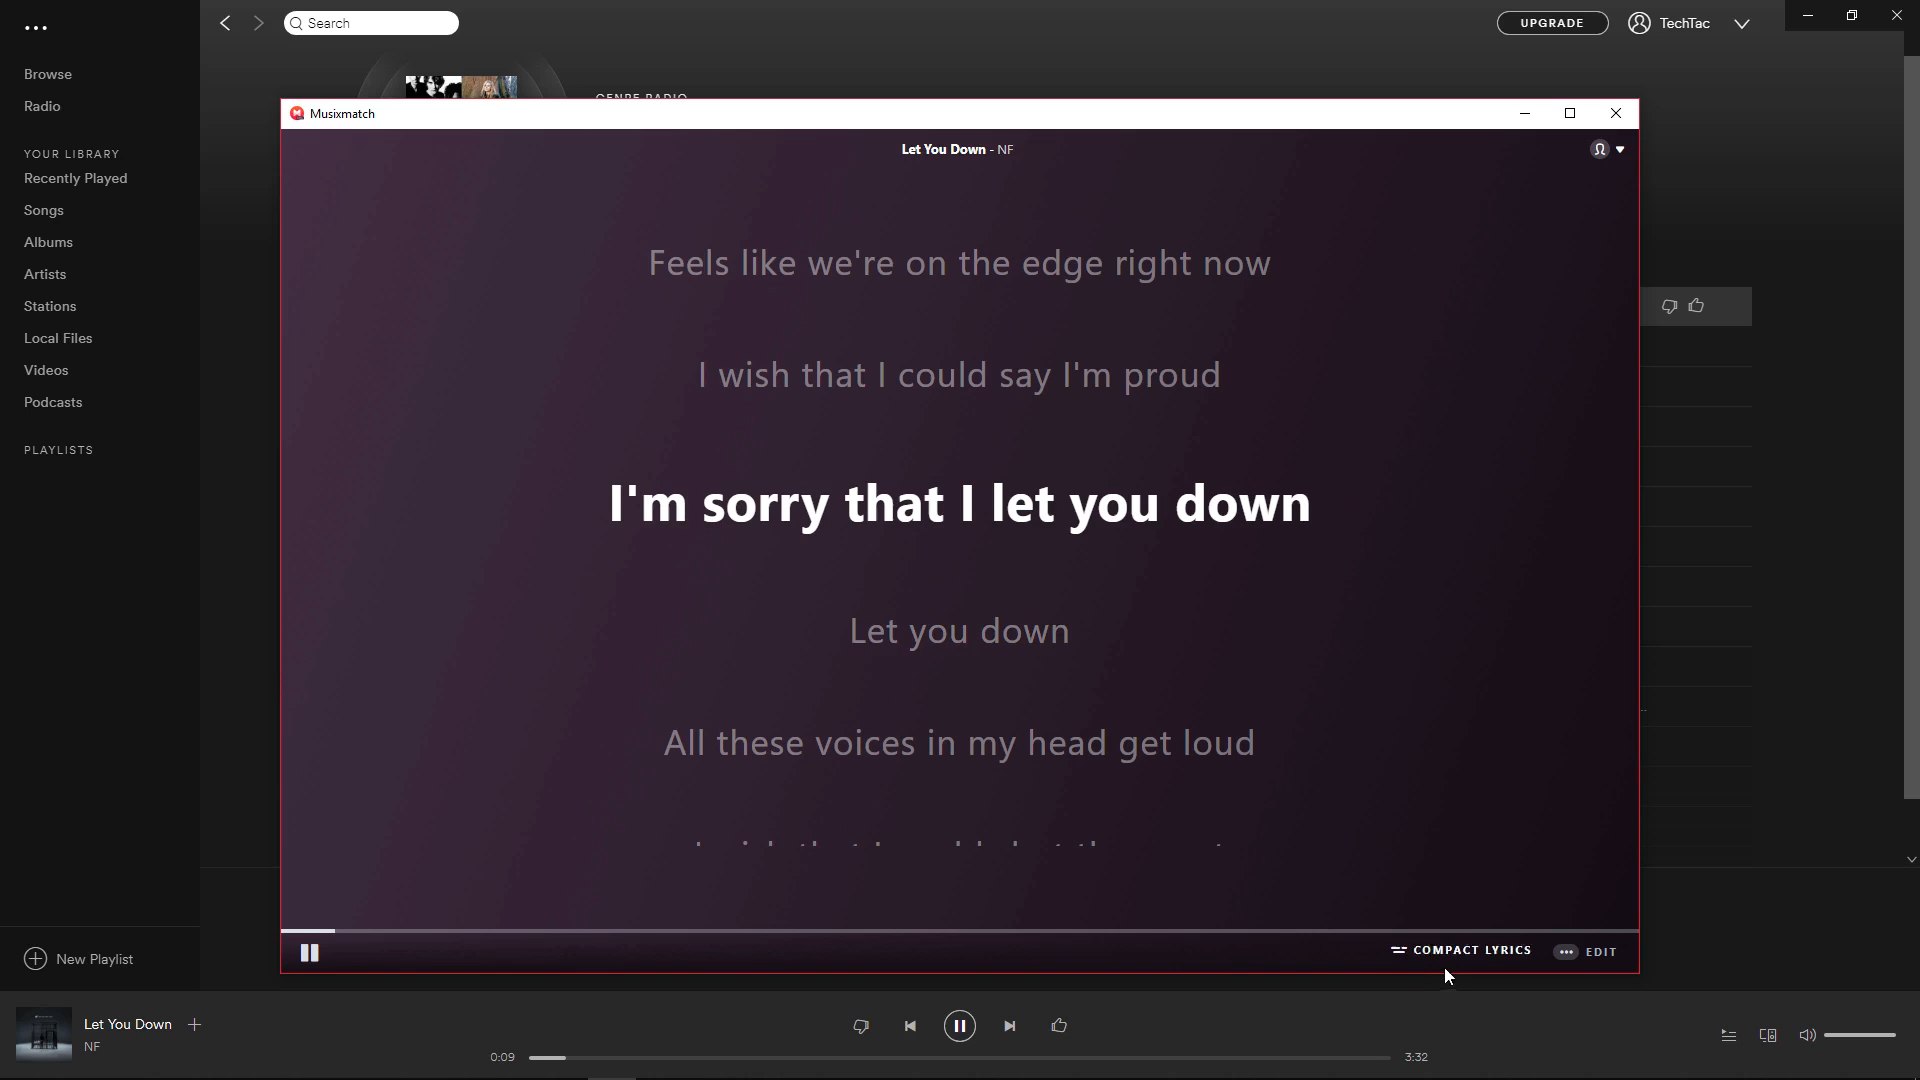 Search
UPGRADE
TechTac
Browse
Radio
YOUR LIBRARY
Recently Played
Songs
Albums
Artists
Stations
Local Files
Videos
Podcasts
PLAYLISTS
New Playlist
GENRE RADIO
Musixmatch
Let You Down - NF
Feels like we're on the edge right now
I wish that I could say I'm proud
I'm sorry that I let you down
Let you down
All these voices in my head get loud
COMPACT LYRICS
EDIT
Let You Down
NF
0:09
3:32